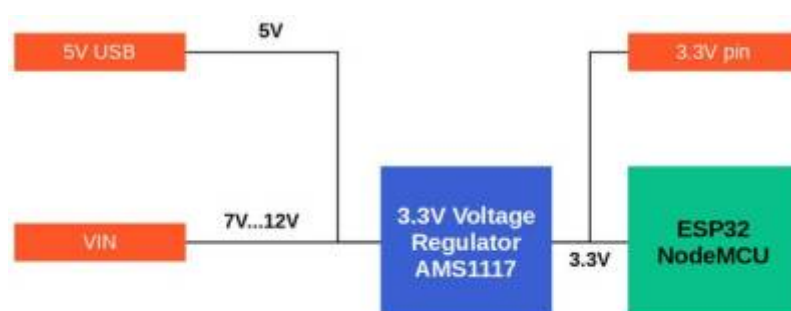 5V
5V USB
3.3V pin
7V...12V
VIN
3.3V Voltage
Regulator
AMS1117
3.3V
ESP32
NodeMCU